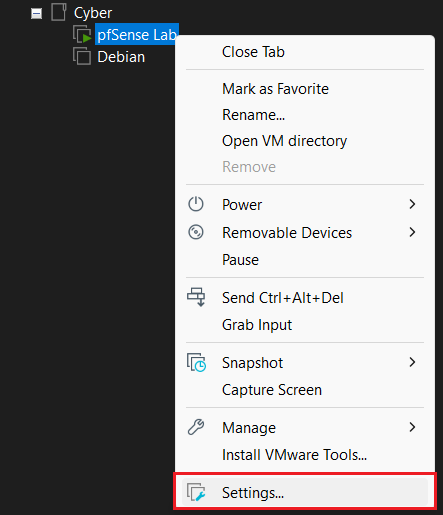 Cyber
pfSense Lab
Debian
Close Tab
Mark as Favorite
Rename...
Open VM directory
Remove
Power
Removable Devices
Pause
Send Ctrl+Alt+Del
Grab Input
Snapshot
Capture Screen
Manage
Install VMware Tools...
Settings...